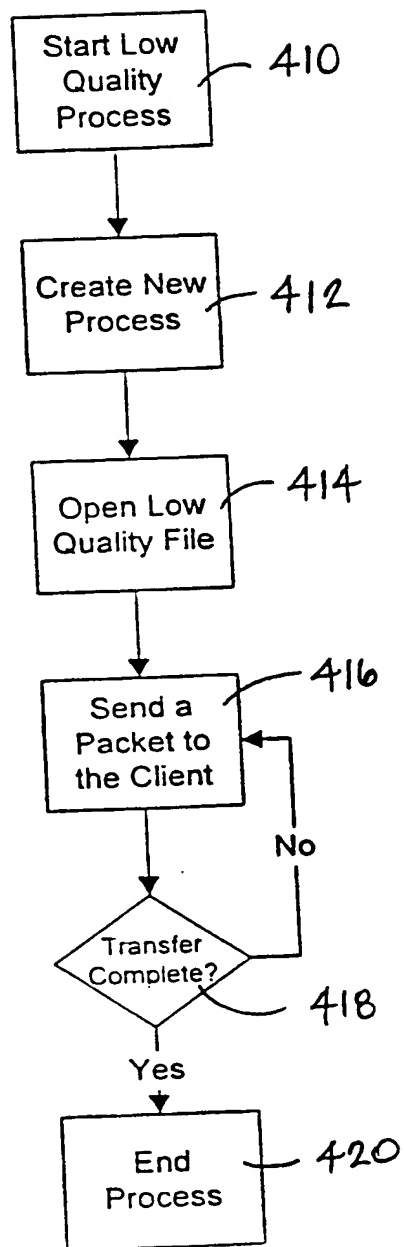 Start Low
Quality
Process
410
Create New
Process
412
Open Low
Quality File
414
Send a
Packet to
the Client
416
No
Transfer
Complete?
418
Yes
End
Process
420